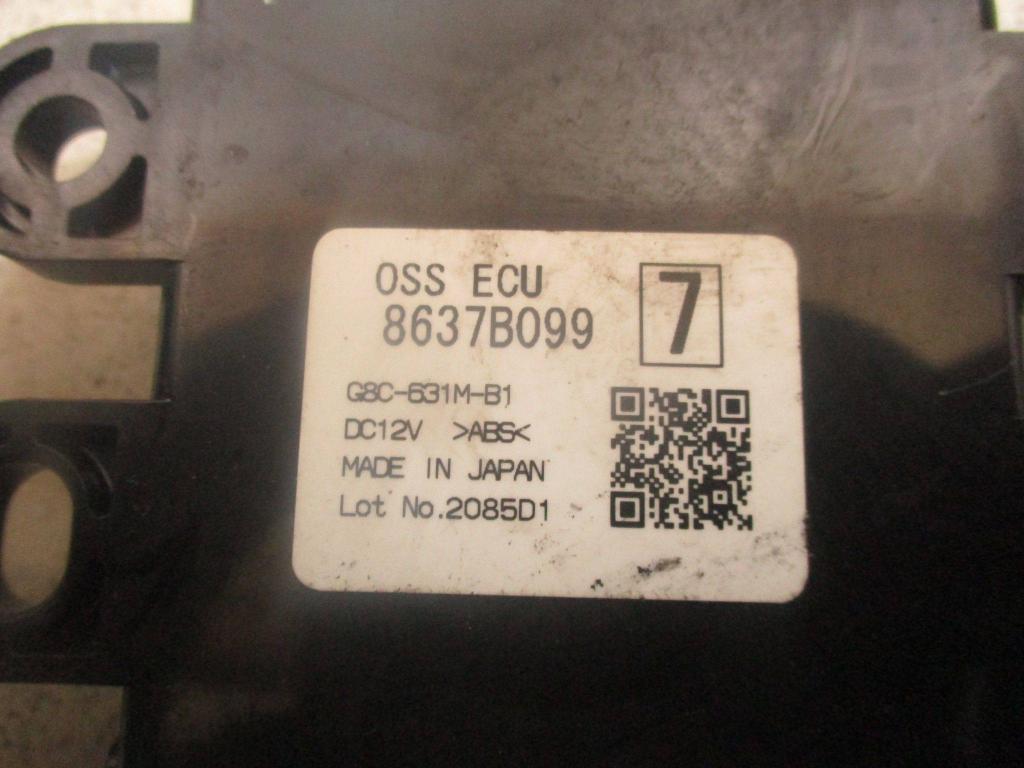 OSS ECU
8637B099
7
G8C-631M-B1
DC12V >ABS<
MADE IN JAPAN
Lot No.2085D1